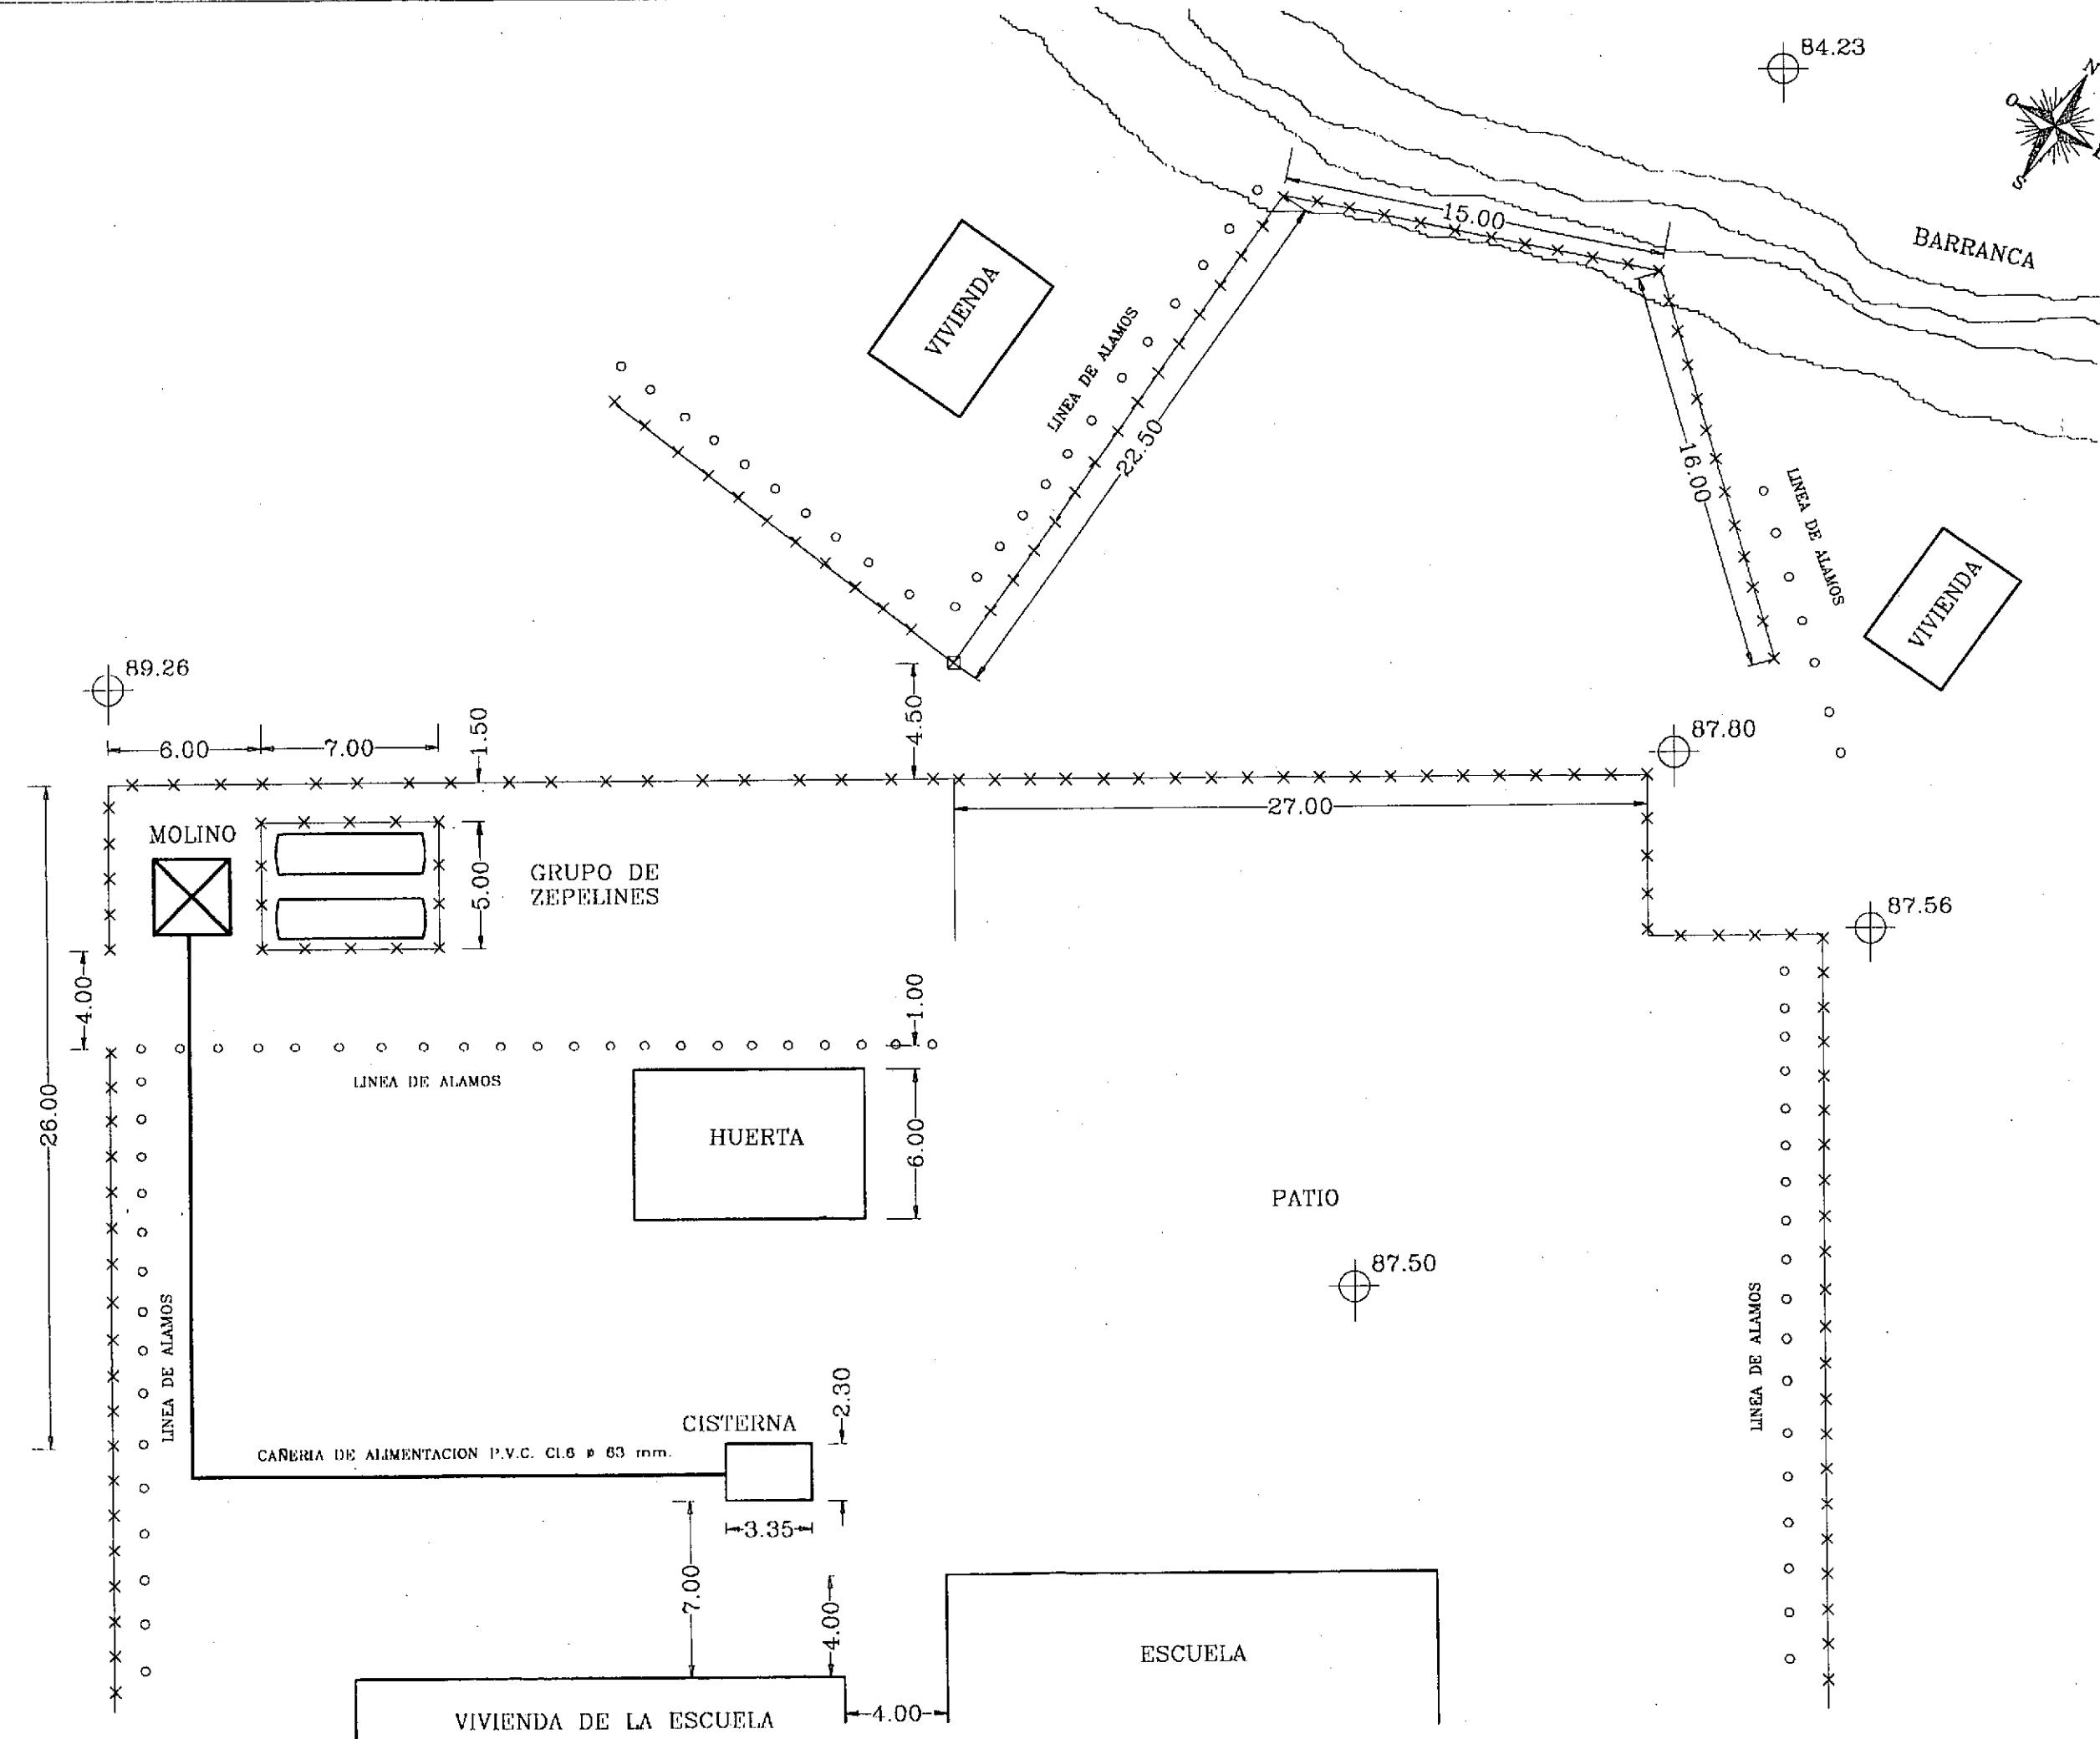 84.23
N
O
S
15.00
BARRANCA
VIVIENDA
LINEA DE ALAMOS
22.50
16.00
LINEA DE ALAMOS
VIVIENDA
89.26
4.50
1.50
6.00
7.00
87.80
27.00
MOLINO
GRUPO DE
ZEPELINES
5.00
87.56
4.00
1.00
LINEA DE ALAMOS
26.00
HUERTA
6.00
PATIO
87.50
LINEA DE ALAMOS
LINEA DE ALAMOS
2.30
CISTERNA
CAÑERIA DE ALIMENTACION P.V.C. Cl.6 ø 63 mm.
3.35
7.00
4.00
ESCUELA
VIVIENDA DE LA ESCUELA
4.00